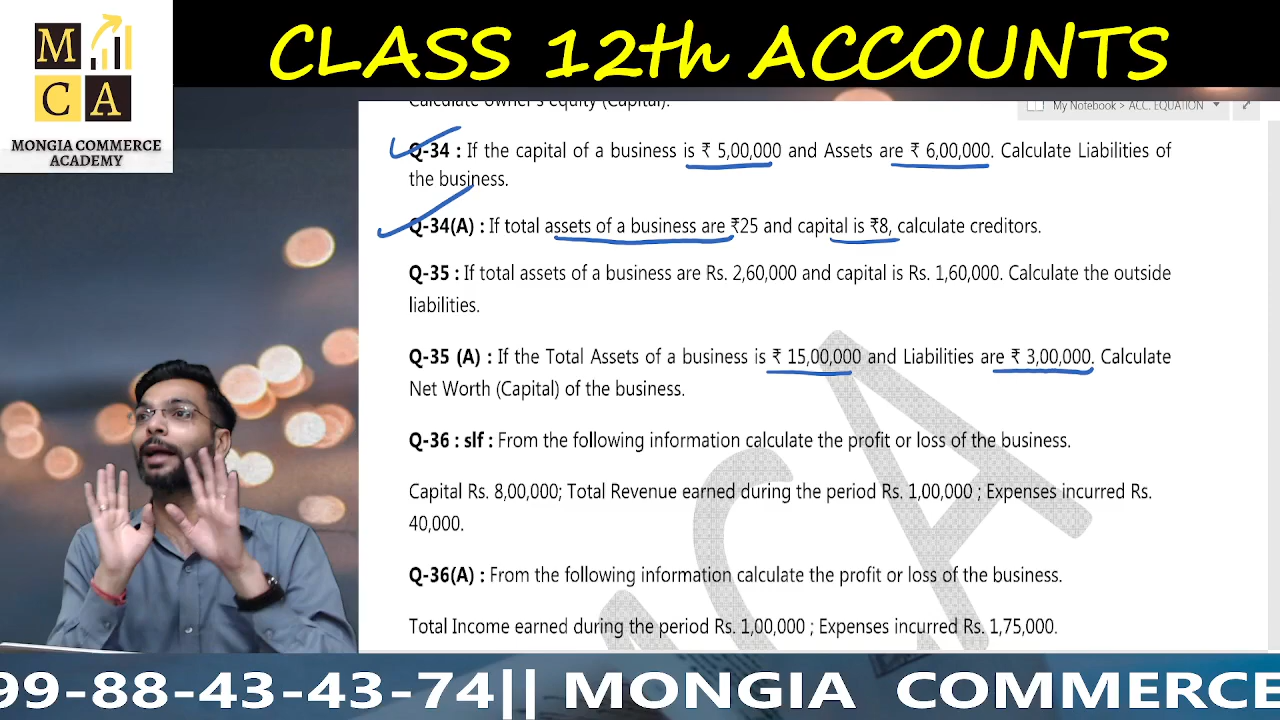 M
C A
MONGIA COMMERCE
ACADEMY
CLASS 12th ACCOUNTS
Calculate owner's equity (Capital).
My Notebook > ACC. EQUATION
Q-34 : If the capital of a business is ₹ 5,00,000 and Assets are ₹ 6,00,000. Calculate Liabilities of
the business.
Q-34(A) : If total assets of a business are ₹25 and capital is ₹8, calculate creditors.
Q-35 : If total assets of a business are Rs. 2,60,000 and capital is Rs. 1,60,000. Calculate the outside
liabilities.
Q-35 (A) : If the Total Assets of a business is ₹ 15,00,000 and Liabilities are ₹ 3,00,000. Calculate
Net Worth (Capital) of the business.
Q-36 : slf : From the following information calculate the profit or loss of the business.
Capital Rs. 8,00,000; Total Revenue earned during the period Rs. 1,00,000 ; Expenses incurred Rs.
40,000.
Q-36(A) : From the following information calculate the profit or loss of the business.
Total Income earned during the period Rs. 1,00,000 ; Expenses incurred Rs. 1,75,000.
99-88-43-43-74|| MONGIA COMMERCE